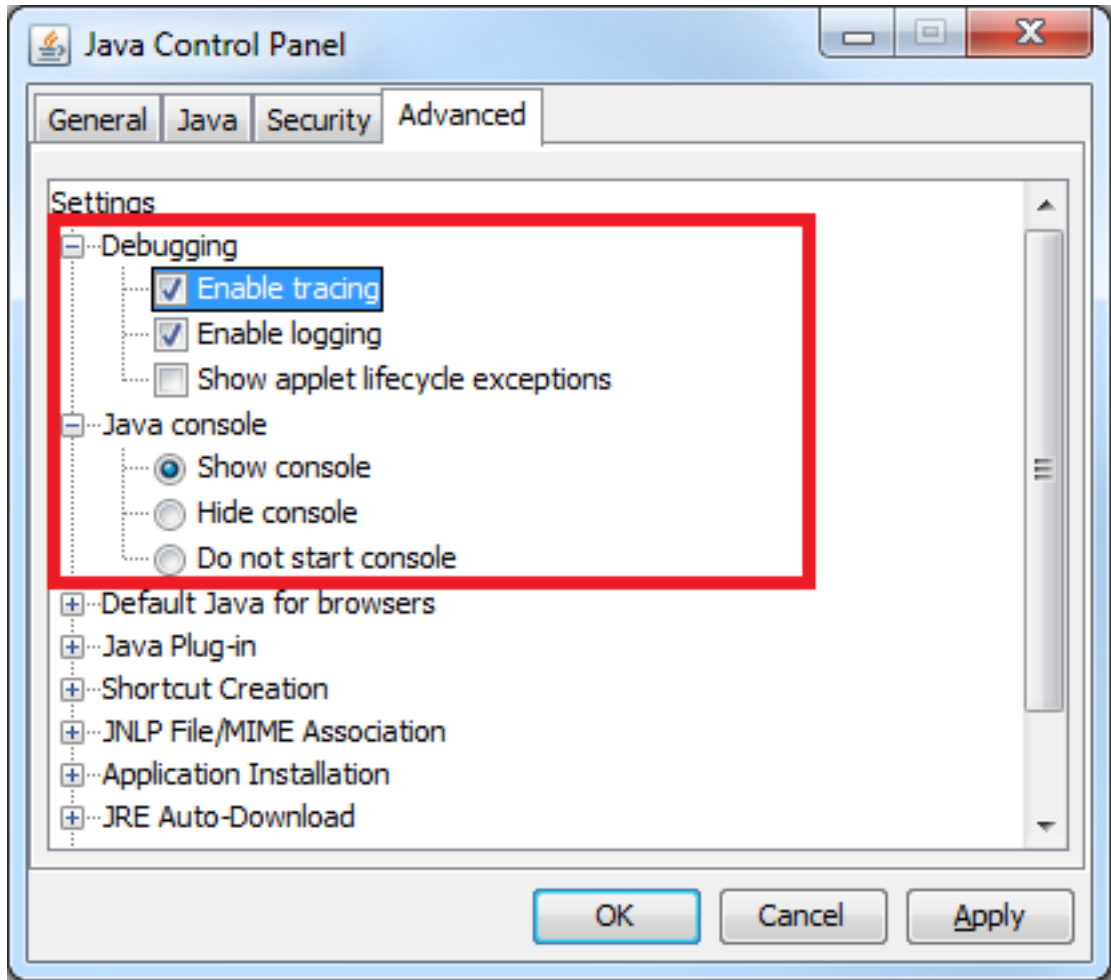 Java Control Panel
General Java Security Advanced
Settings
Debugging
Enable tracing
Enable logging
Show applet lifecycle exceptions
Java console
Show console
Hide console
Do not start console
Default Java for browsers
Java Plug-in
Shortcut Creation
JNLP File/MIME Association
Application Installation
JRE Auto-Download
OK Cancel Apply